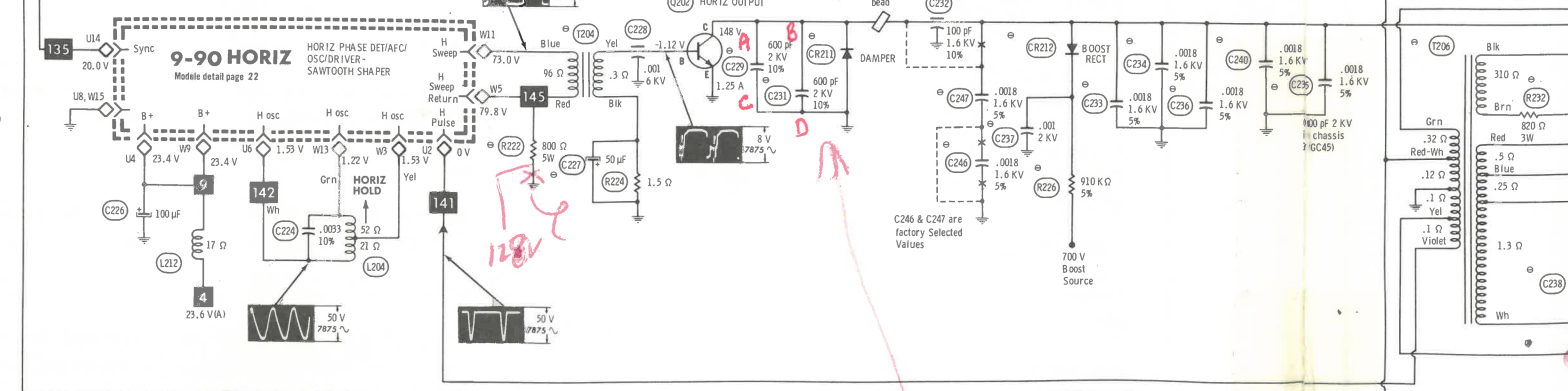 Q202 HORIZ OUTPUT
bead
C232
100 pF
1.6 KV
10%
135
U14
20.0 V
Sync
9-90 HORIZ
Module detail page 22
HORIZ PHASE DET/AFC/
OSC/DRIVER -
SAWTOOTH SHAPER
H
Sweep
W11
73.0 V
H
Sweep
Return
W5
79.8 V
H
Pulse
U8, W15
B+
B+
H osc
H osc
H osc
U4
23.4 V
W9
23.4 V
U6
1.53 V
W13
1.22 V
W3
1.53 V
U2
0 V
9
142
Wh
Grn
HORIZ
HOLD
Yel
141
C226
100 µF
17 Ω
L212
4
23.6 V(A)
C224
.0033
10%
52 Ω
21 Ω
L204
50 V
7875 ∿
50 V
7875 ∿
Blue
T204
Yel
C228
.001
6 KV
96 Ω
.3 Ω
Red
Blk
145
R222
800 Ω
5W
C227
50 µF
R224
1.5 Ω
128V
-1.12 V
B
C
E
148 V
1.25 A
8 V
7875 ∿
A
B
C
D
C229
600 pF
2 KV
10%
C231
600 pF
2 KV
10%
CR211
DAMPER
C247
.0018
1.6 KV
5%
C246
.0018
1.6 KV
5%
C246 & C247 are
factory Selected
Values
C237
.001
2 KV
CR212
BOOST
RECT
R226
910 KΩ
5%
700 V
Boost
Source
C233
.0018
1.6 KV
5%
C234
.0018
1.6 KV
5%
C236
.0018
1.6 KV
5%
C240
.0018
1.6 KV
5%
C235
.0018
1.6 KV
5%
pF 2 KV
chassis
T206
Blk
310 Ω
Brn
R232
820 Ω
3W
Grn
.32 Ω
Red-Wh
.12 Ω
.1 Ω
Yel
.1 Ω
Violet
Red
.5 Ω
Blue
.25 Ω
1.3 Ω
Wh
C238